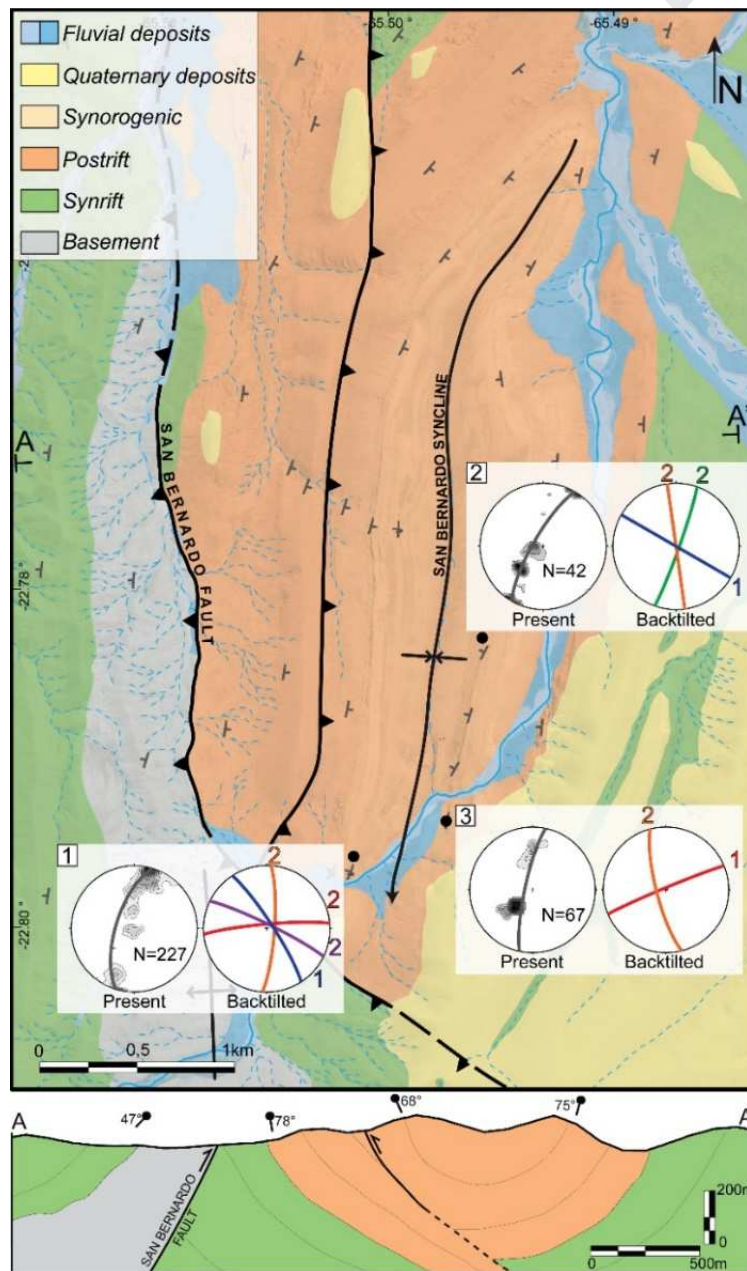 -65.50
-65.49
Fluvial deposits
Quaternary deposits
Synorogenic
Postrift
Synrift
Basement
N
A
A'
SAN BERNARDO FAULT
SAN BERNARDO SYNCLINE
-22.78
-22.80
2
N=42
Present
2
2
1
Backtilted
3
N=67
Present
2
1
Backtilted
1
N=227
Present
2
2
2
1
Backtilted
0
0,5
1km
A
47°
78°
68°
75°
A
SAN BERNARDO
FAULT
200m
0
0
500m